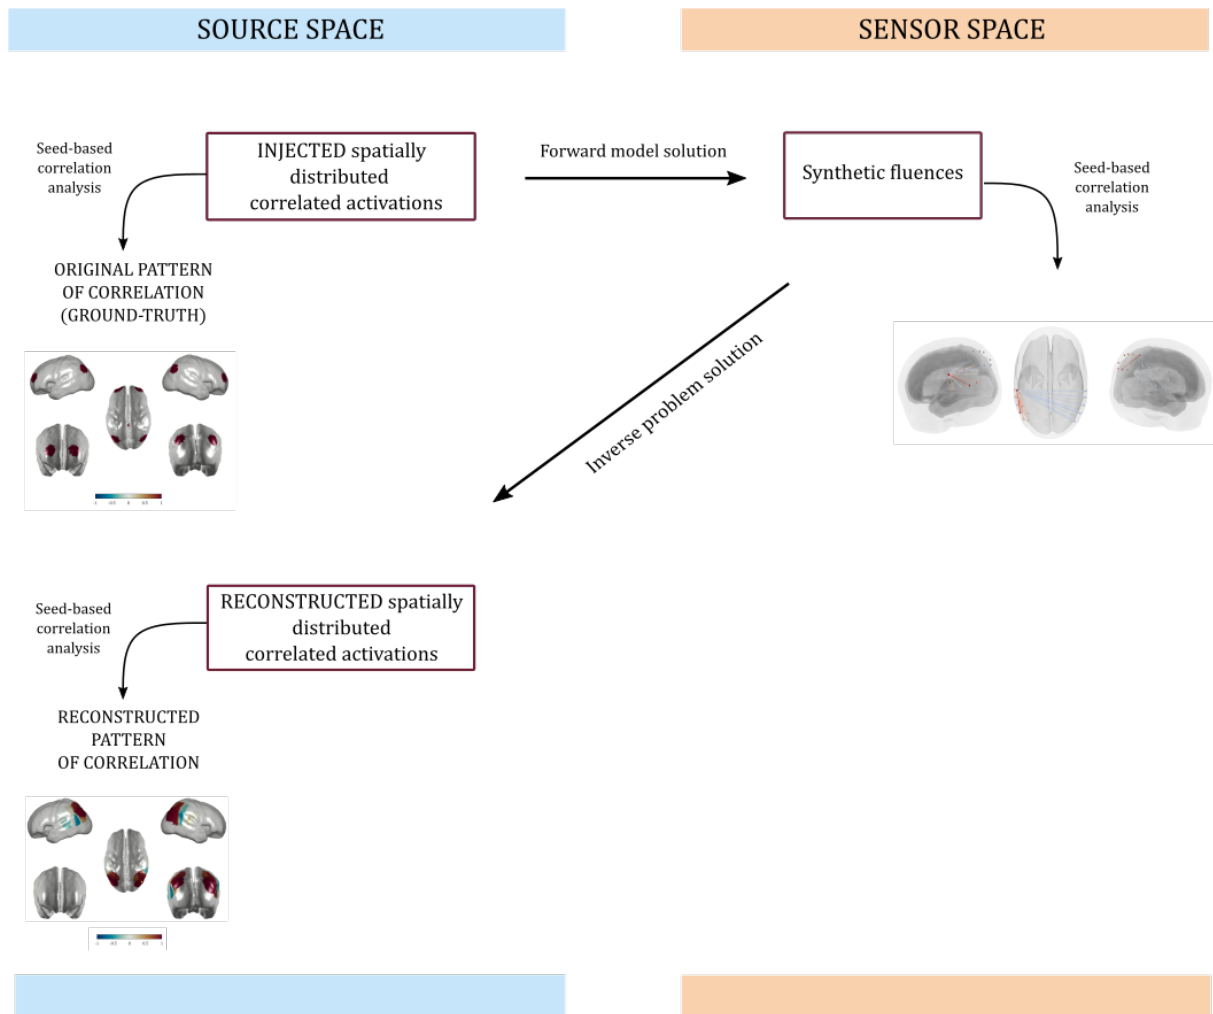 SOURCE SPACE
SENSOR SPACE
Seed-based
correlation
analysis
INJECTED spatially
distributed
correlated activations
Forward model solution
Synthetic fluences
Seed-based
correlation
analysis
ORIGINAL PATTERN
OF CORRELATION
(GROUND-TRUTH)
Inverse problem solution
Seed-based
correlation
analysis
RECONSTRUCTED spatially
distributed
correlated activations
RECONSTRUCTED
PATTERN
OF CORRELATION